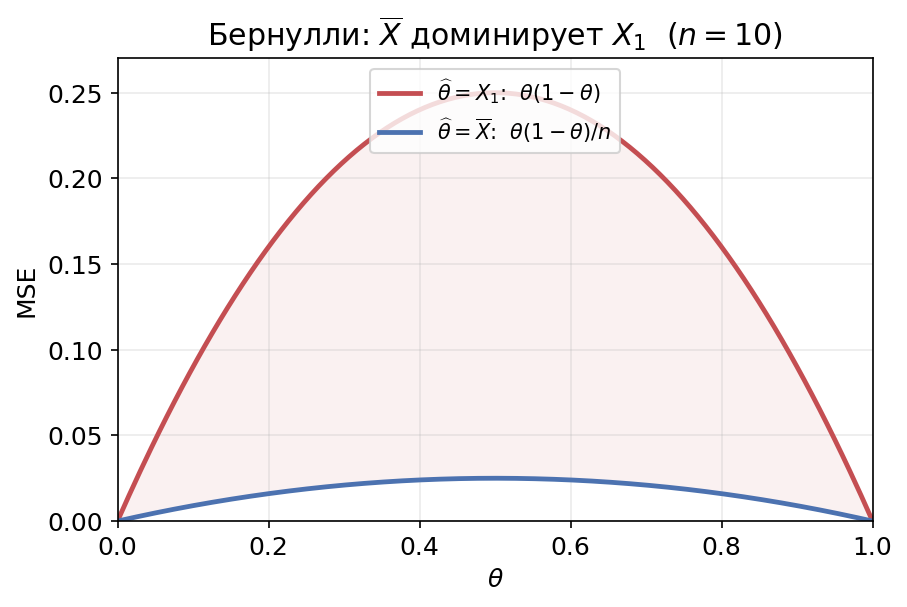 Бернулли: X̅ доминирует X₁ (n = 10)
θ̂ = X₁: θ(1 − θ)
θ̂ = X̅: θ(1 − θ)/n
MSE
0.25
0.20
0.15
0.10
0.05
0.00
0.0 0.2 0.4 0.6 0.8 1.0
θ